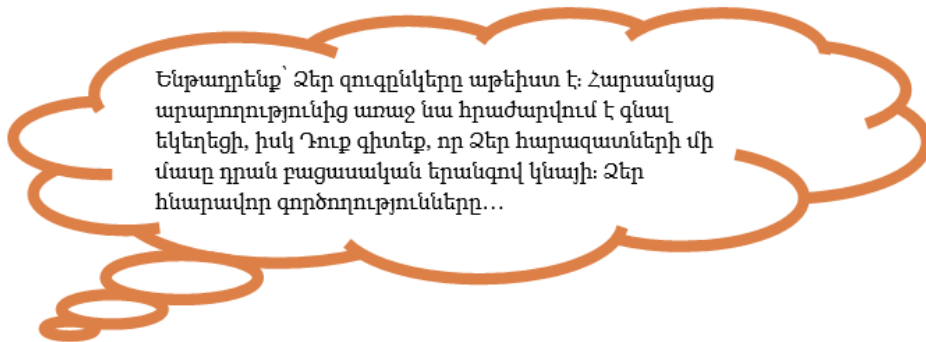 Ենթադրենք՝ Ձեր զուգընկերը աթեիստ է: Հարսանյաց
արարողությունից առաջ նա հրաժարվում է գնալ
եկեղեցի, իսկ Դուք գիտեք, որ Ձեր հարազատների մի
մասը դրան բացասական երանգով կնայի: Ձեր
հնարավոր գործողությունները…